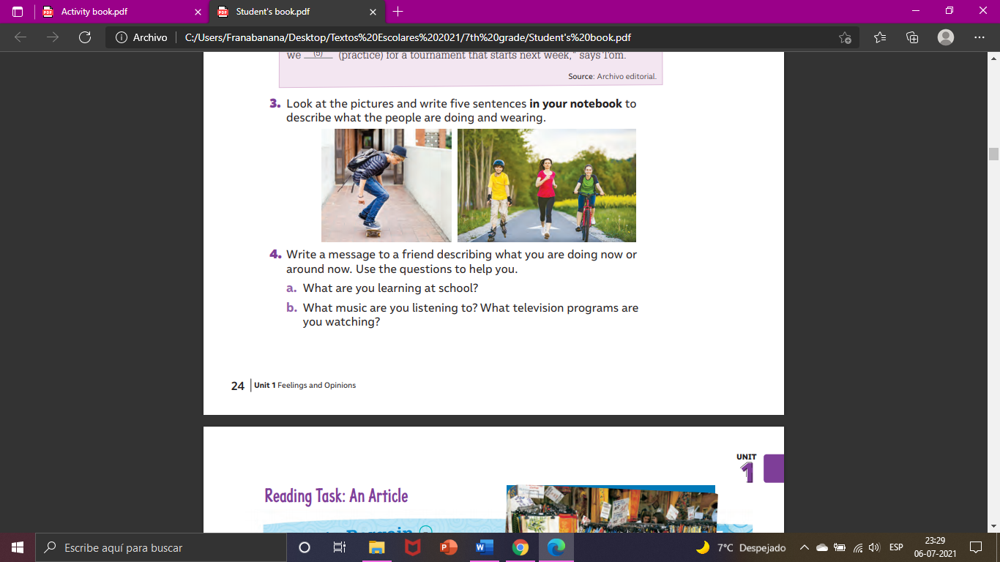 Activity book.pdf
Student's book.pdf
Archivo
C:/Users/Franabanana/Desktop/Textos%20Escolares%202021/7th%20grade/Student's%20book.pdf
we (5) (practice) for a tournament that starts next week," says Tom.
Source: Archivo editorial.
3. Look at the pictures and write five sentences in your notebook to
describe what the people are doing and wearing.
4. Write a message to a friend describing what you are doing now or
around now. Use the questions to help you.
a. What are you learning at school?
b. What music are you listening to? What television programs are
you watching?
24 Unit 1 Feelings and Opinions
UNIT
1
Reading Task: An Article
Bargain
Escribe aquí para buscar
7°C Despejado
ESP
23:29
06-07-2021